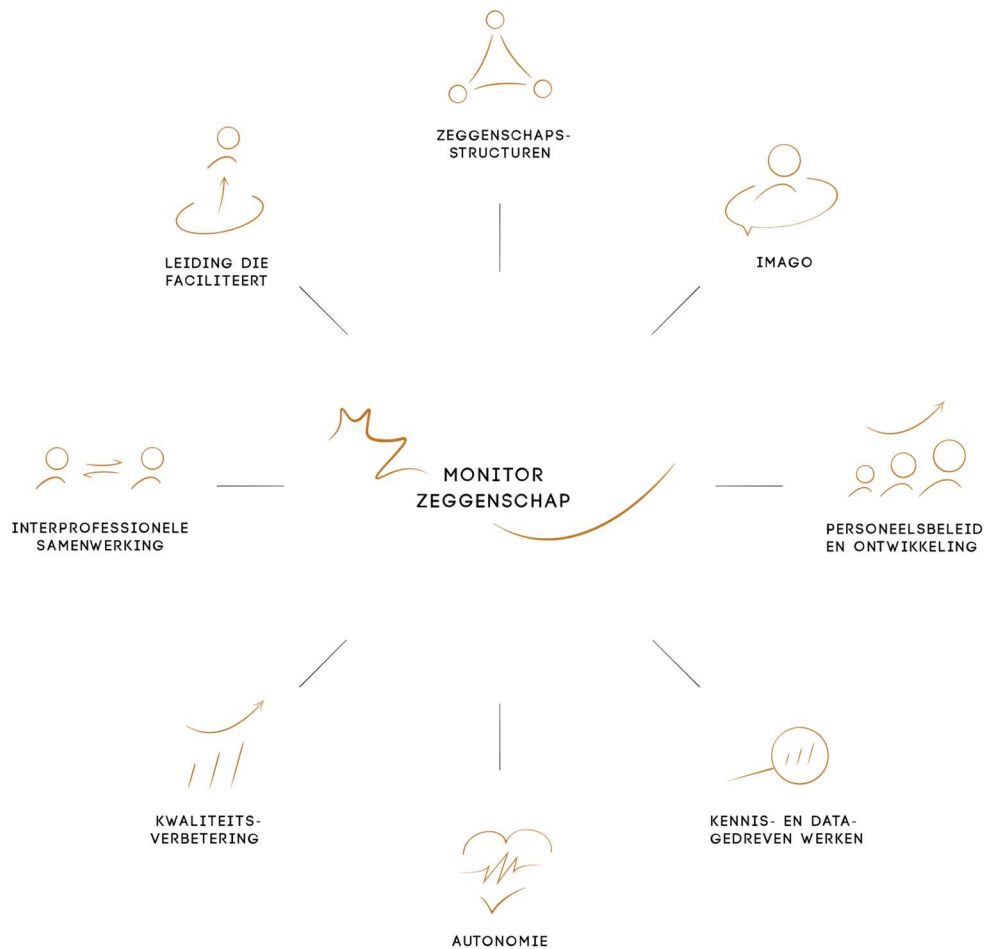 ZEGGENSCHAPS-
STRUCTUREN
LEIDING DIE
FACILITEERT
IMAGO
MONITOR
ZEGGENSCHAP
INTERPROFESSIONELE
SAMENWERKING
PERSONEELSBELEID
EN ONTWIKKELING
KWALITEITS-
VERBETERING
KENNIS- EN DATA-
GEDREVEN WERKEN
AUTONOMIE